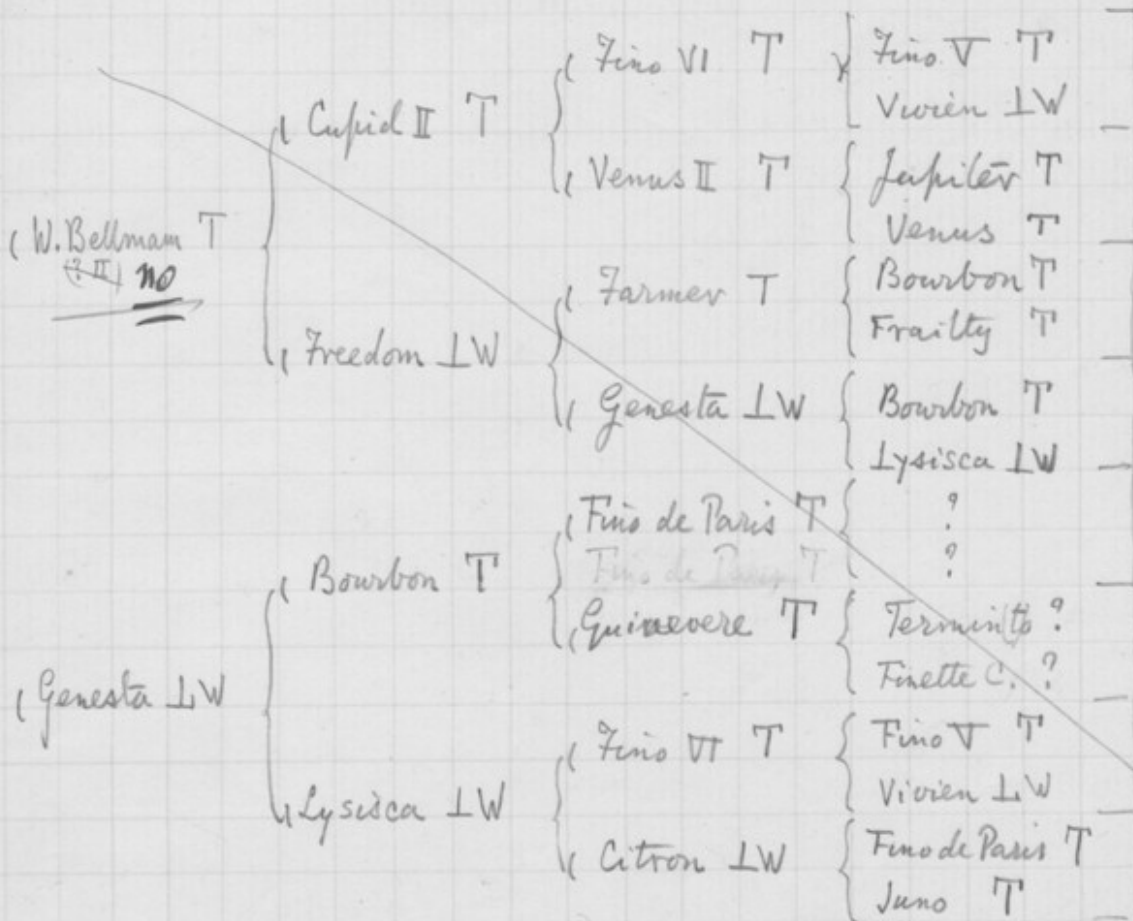 Fino VI T Fino V T
Cupid II T Vivien ⊥W
Venus II T Jupiter T
W. Bellman T Venus T
(? II) no
Farmer T Bourbon T
Freedom ⊥W Frailty T
Genesta ⊥W Bourbon T
Lysisca ⊥W
Fino de Paris T ?
Bourbon T Fino de Paris T ?
Guinevere T Terminto ?
Genesta ⊥W Finette C. ?
Fino VI T Fino V T
Lysisca ⊥W Vivien ⊥W
Citron ⊥W Fino de Paris T
Juno T